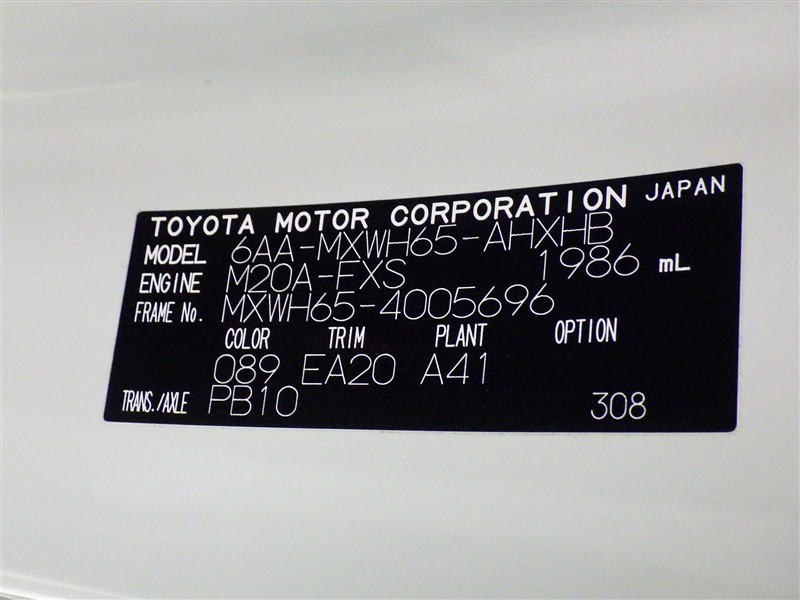 TOYOTA MOTOR CORPORATION JAPAN
MODEL 6AA-MXWH65-AHXHB
ENGINE M20A-FXS 1986 mL
FRAME No. MXWH65-4005696
COLOR TRIM PLANT OPTION
089 EA20 A41
TRANS./AXLE PB10 308